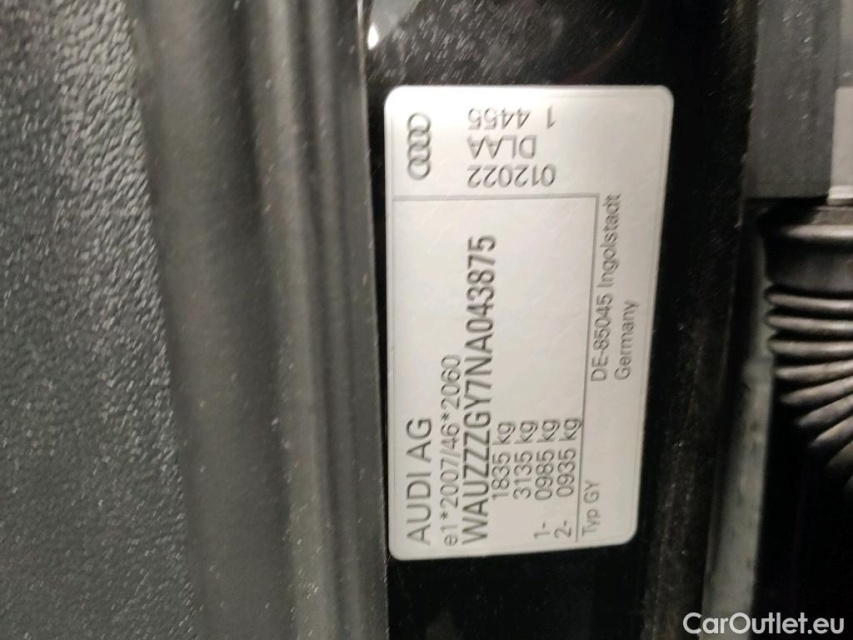 AUDI AG
e1*2007/46*2060
WAUZZZGY7NA043875
1835 kg
3135 kg
1- 0985 kg
2- 0935 kg
Typ GY
DE-85045 Ingolstadt
Germany
012022
DLAA
1 4455
CarOutlet.eu